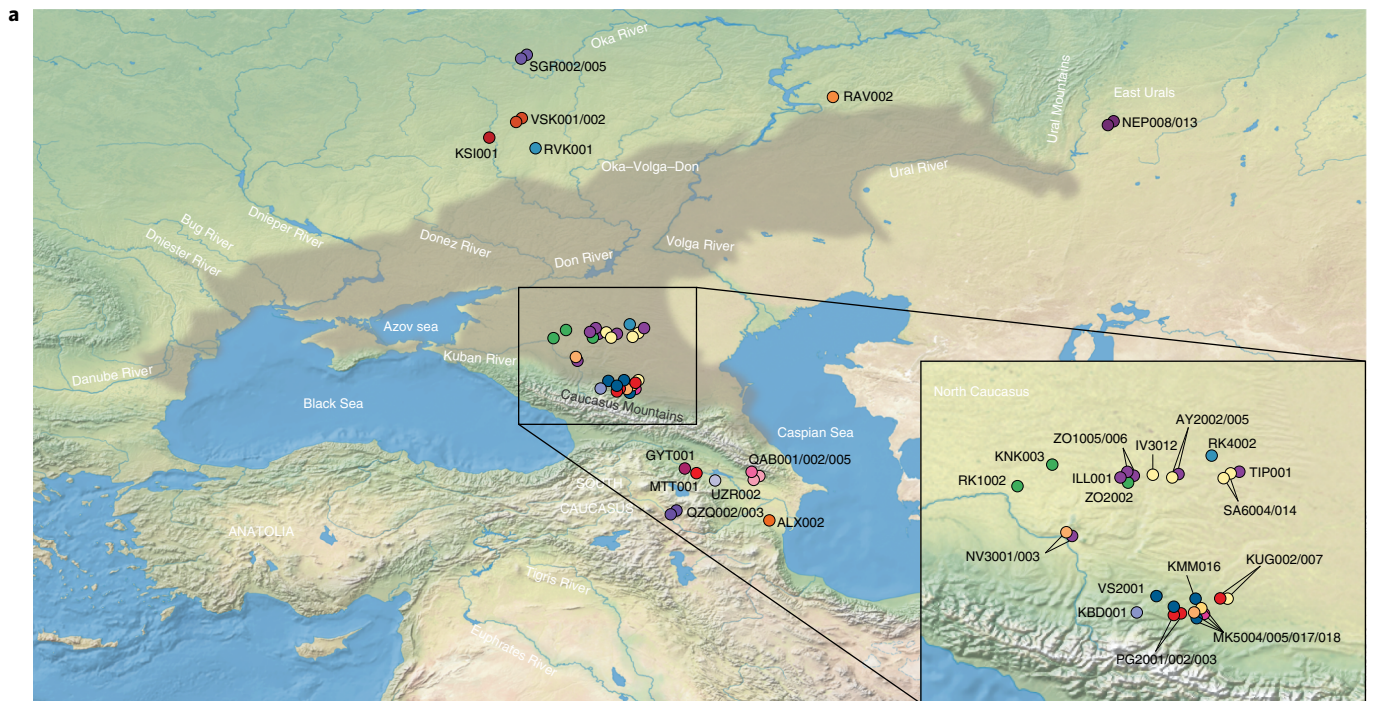 a
Oka River
SGR002/005
RAV002
Ural Mountains
East Urals
NEP008/013
VSK001/002
KSI001
RVK001
Oka–Volga–Don
Ural River
Bug River
Dnieper River
Dniester River
Donez River
Don River
Volga River
Azov sea
Kuban River
Danube River
Black Sea
Caucasus Mountains
Caspian Sea
GYT001
QAB001/002/005
MTT001
SOUTH
UZR002
CAUCASUS
QZQ002/003
ALX002
ANATOLIA
Tigris River
Euphrates River
North Caucasus
AY2002/005
ZO1005/006
IV3012
RK4002
KNK003
RK1002
ILL001
TIP001
ZO2002
SA6004/014
NV3001/003
KMM016
KUG002/007
VS2001
KBD001
MK5004/005/017/018
PG2001/002/003